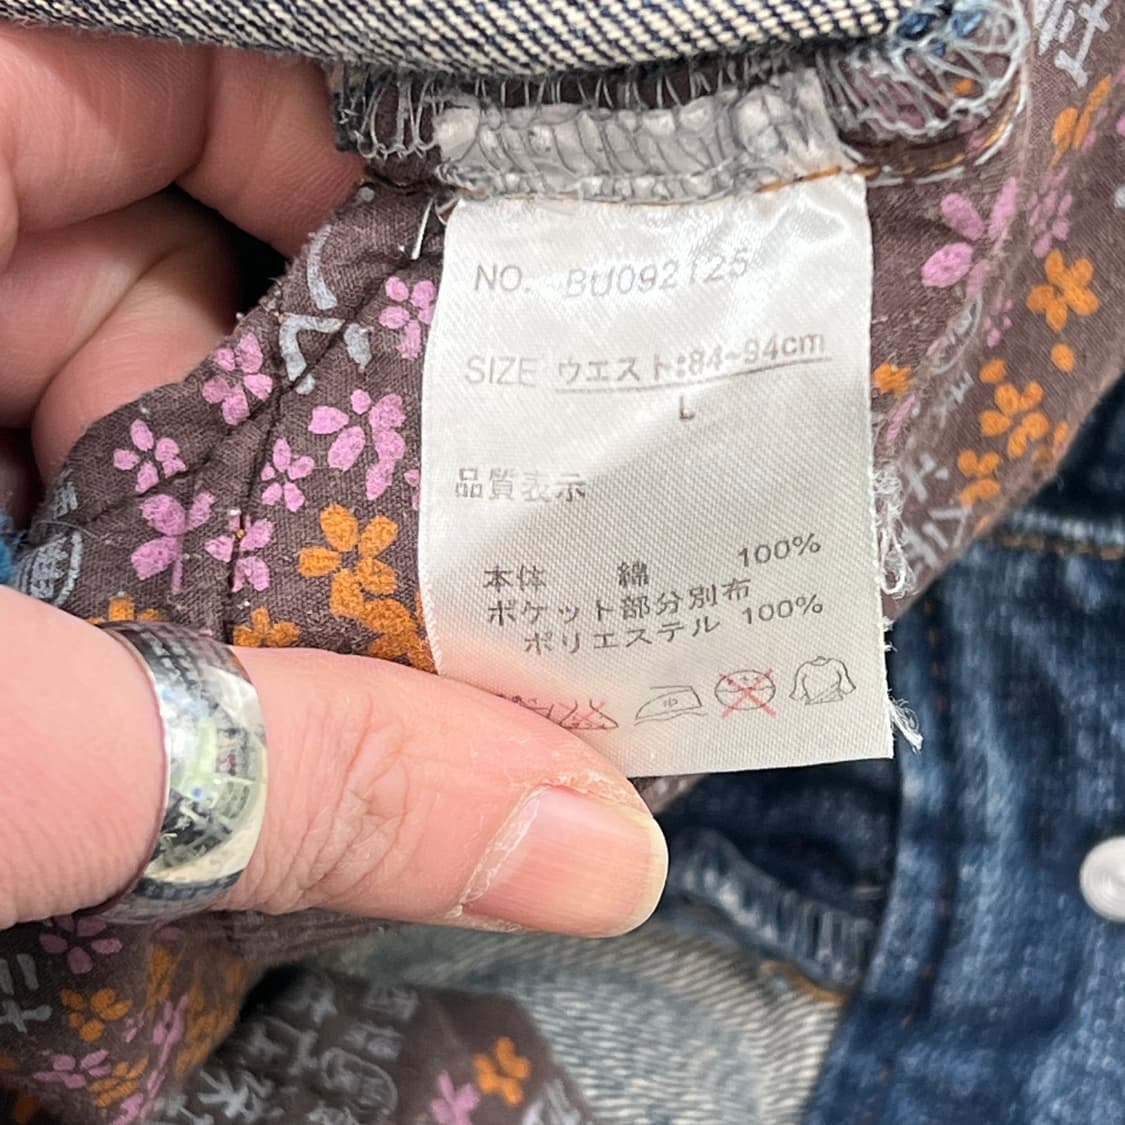 NO. BU092125
SIZE ウエスト:84~94cm
L
品質表示
本体 綿 100%
ポケット部分別布
ポリエステル 100%